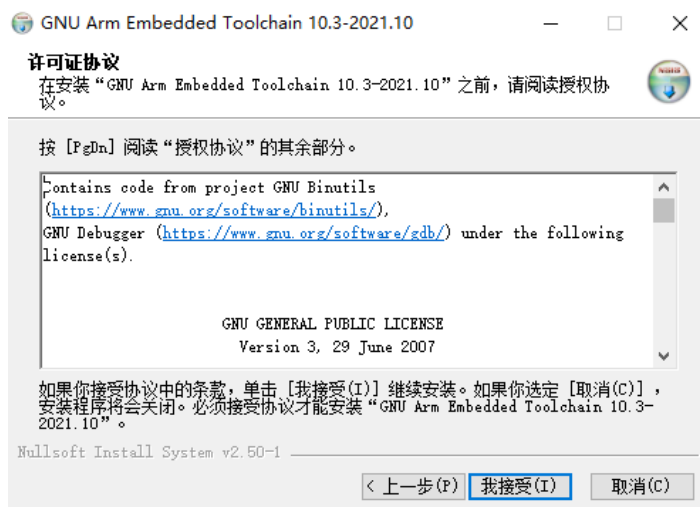 GNU Arm Embedded Toolchain 10.3-2021.10
许可证协议
在安装“GNU Arm Embedded Toolchain 10.3-2021.10”之前，请阅读授权协
议。
按 [PgDn] 阅读“授权协议”的其余部分。
Contains code from project GNU Binutils
(https://www.gnu.org/software/binutils/),
GNU Debugger (https://www.gnu.org/software/gdb/) under the following
license(s).
GNU GENERAL PUBLIC LICENSE
Version 3, 29 June 2007
如果你接受协议中的条款，单击 [我接受(I)] 继续安装。如果你选定 [取消(C)] ，
安装程序将会关闭。必须接受协议才能安装“GNU Arm Embedded Toolchain 10.3-
2021.10”。
Nullsoft Install System v2.50-1
< 上一步(P) 我接受(I) 取消(C)